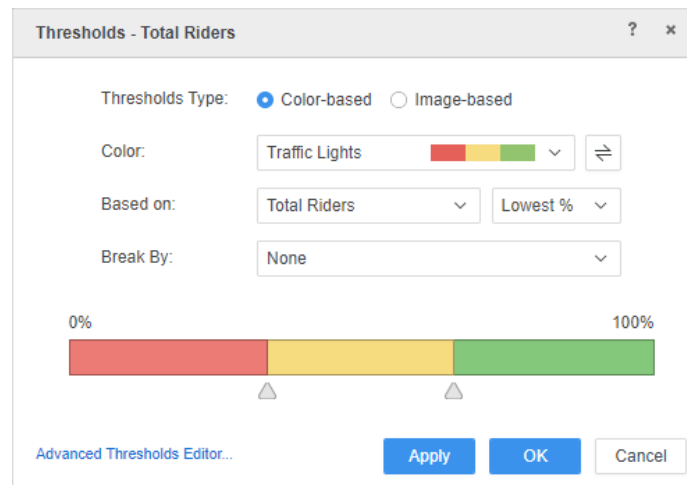 Thresholds - Total Riders ? ×
Thresholds Type: Color-based Image-based
Color: Traffic Lights
Based on: Total Riders Lowest %
Break By: None
0% 100%
Advanced Thresholds Editor... Apply OK Cancel